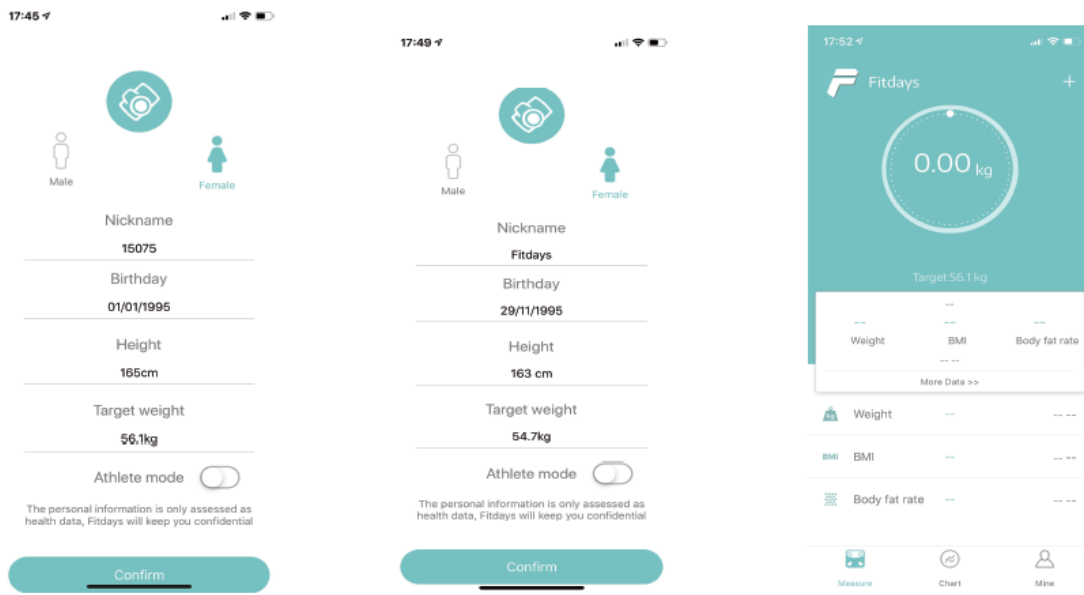 17:45
Male
Female
Nickname
15075
Birthday
01/01/1995
Height
165cm
Target weight
56.1kg
Athlete mode
The personal information is only assessed as
health data, Fitdays will keep you confidential
Confirm
17:49
Male
Female
Nickname
Fitdays
Birthday
29/11/1995
Height
163 cm
Target weight
54.7kg
Athlete mode
The personal information is only assessed as
health data, Fitdays will keep you confidential
Confirm
17:52
Fitdays
+
0.00 kg
Target:56.1 kg
--
-- -- --
Weight BMI Body fat rate
-- --
More Data >>
kg Weight -- -- --
BMI BMI -- -- --
Body fat rate -- -- --
Measure Chart Mine